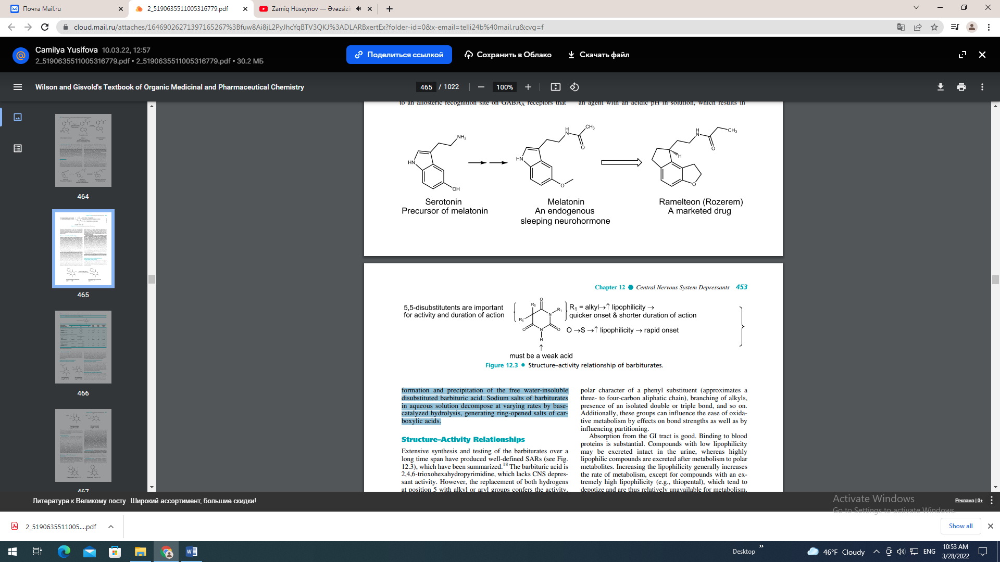 Почта Mail.ru
2_5190635511005316779.pdf
Zamiq Hüseynov — Əvəzsizin
cloud.mail.ru/attaches/16469026271397165267%3Bfuw8Ai8jL2PyJhcYqBTV3QKJ%3ADLARBxertEx?folder-id=0&x-email=telli24b%40mail.ru&cvg=f
Camilya Yusifova 10.03.22, 12:57
2_5190635511005316779.pdf • 2_5190635511005316779.pdf • 30.2 МБ
Поделиться ссылкой
Сохранить в Облако
Скачать файл
Wilson and Gisvold's Textbook of Organic Medicinal and Pharmaceutical Chemistry
465 / 1022
100%
464
465
466
467
to an allosteric recognition site on GABAA receptors that
an agent with an acidic pH in solution, which results in
NH2
HN
OH
Serotonin
Precursor of melatonin
H
N
CH3
O
HN
O
Melatonin
An endogenous
sleeping neurohormone
H
N
CH3
O
H
O
Ramelteon (Rozerem)
A marketed drug
Chapter 12 Central Nervous System Depressants 453
5,5-disubstitutents are important
for activity and duration of action
O
R5
R5'
N
R1
O
N
O
H
R1 = alkyl→↑ lipophilicity →
quicker onset & shorter duration of action
O →S →↑ lipophilicity → rapid onset
↑
must be a weak acid
Figure 12.3 • Structure–activity relationship of barbiturates.
formation and precipitation of the free water-insoluble
disubstituted barbituric acid. Sodium salts of barbiturates
in aqueous solution decompose at varying rates by base-
catalyzed hydrolysis, generating ring-opened salts of car-
boxylic acids.
Structure–Activity Relationships
Extensive synthesis and testing of the barbiturates over a
long time span have produced well-defined SARs (see Fig.
12.3), which have been summarized.18 The barbituric acid is
2,4,6-trioxohexahydropyrimidine, which lacks CNS depres-
sant activity. However, the replacement of both hydrogens
at position 5 with alkyl or aryl groups confers the activity.
polar character of a phenyl substituent (approximates a
three- to four-carbon aliphatic chain), branching of alkyls,
presence of an isolated double or triple bond, and so on.
Additionally, these groups can influence the ease of oxida-
tive metabolism by effects on bond strengths as well as by
influencing partitioning.
Absorption from the GI tract is good. Binding to blood
proteins is substantial. Compounds with low lipophilicity
may be excreted intact in the urine, whereas highly
lipophilic compounds are excreted after metabolism to polar
metabolites. Increasing the lipophilicity generally increases
the rate of metabolism, except for compounds with an ex-
tremely high lipophilicity (e.g., thiopental), which tend to
depotize and are thus relatively unavailable for metabolism.
Литература к Великому посту Широкий ассортимент, большие скидки!
Реклама | 0+
Activate Windows
Go to Settings to activate Windows.
2_5190635511005....pdf
Show all
Desktop
46°F Cloudy
ENG
10:53 AM
3/28/2022